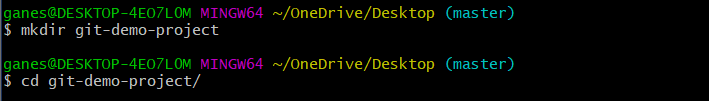 ganes@DESKTOP-4EO7L0M MINGW64 ~/OneDrive/Desktop (master)
$ mkdir git-demo-project
ganes@DESKTOP-4EO7L0M MINGW64 ~/OneDrive/Desktop (master)
$ cd git-demo-project/